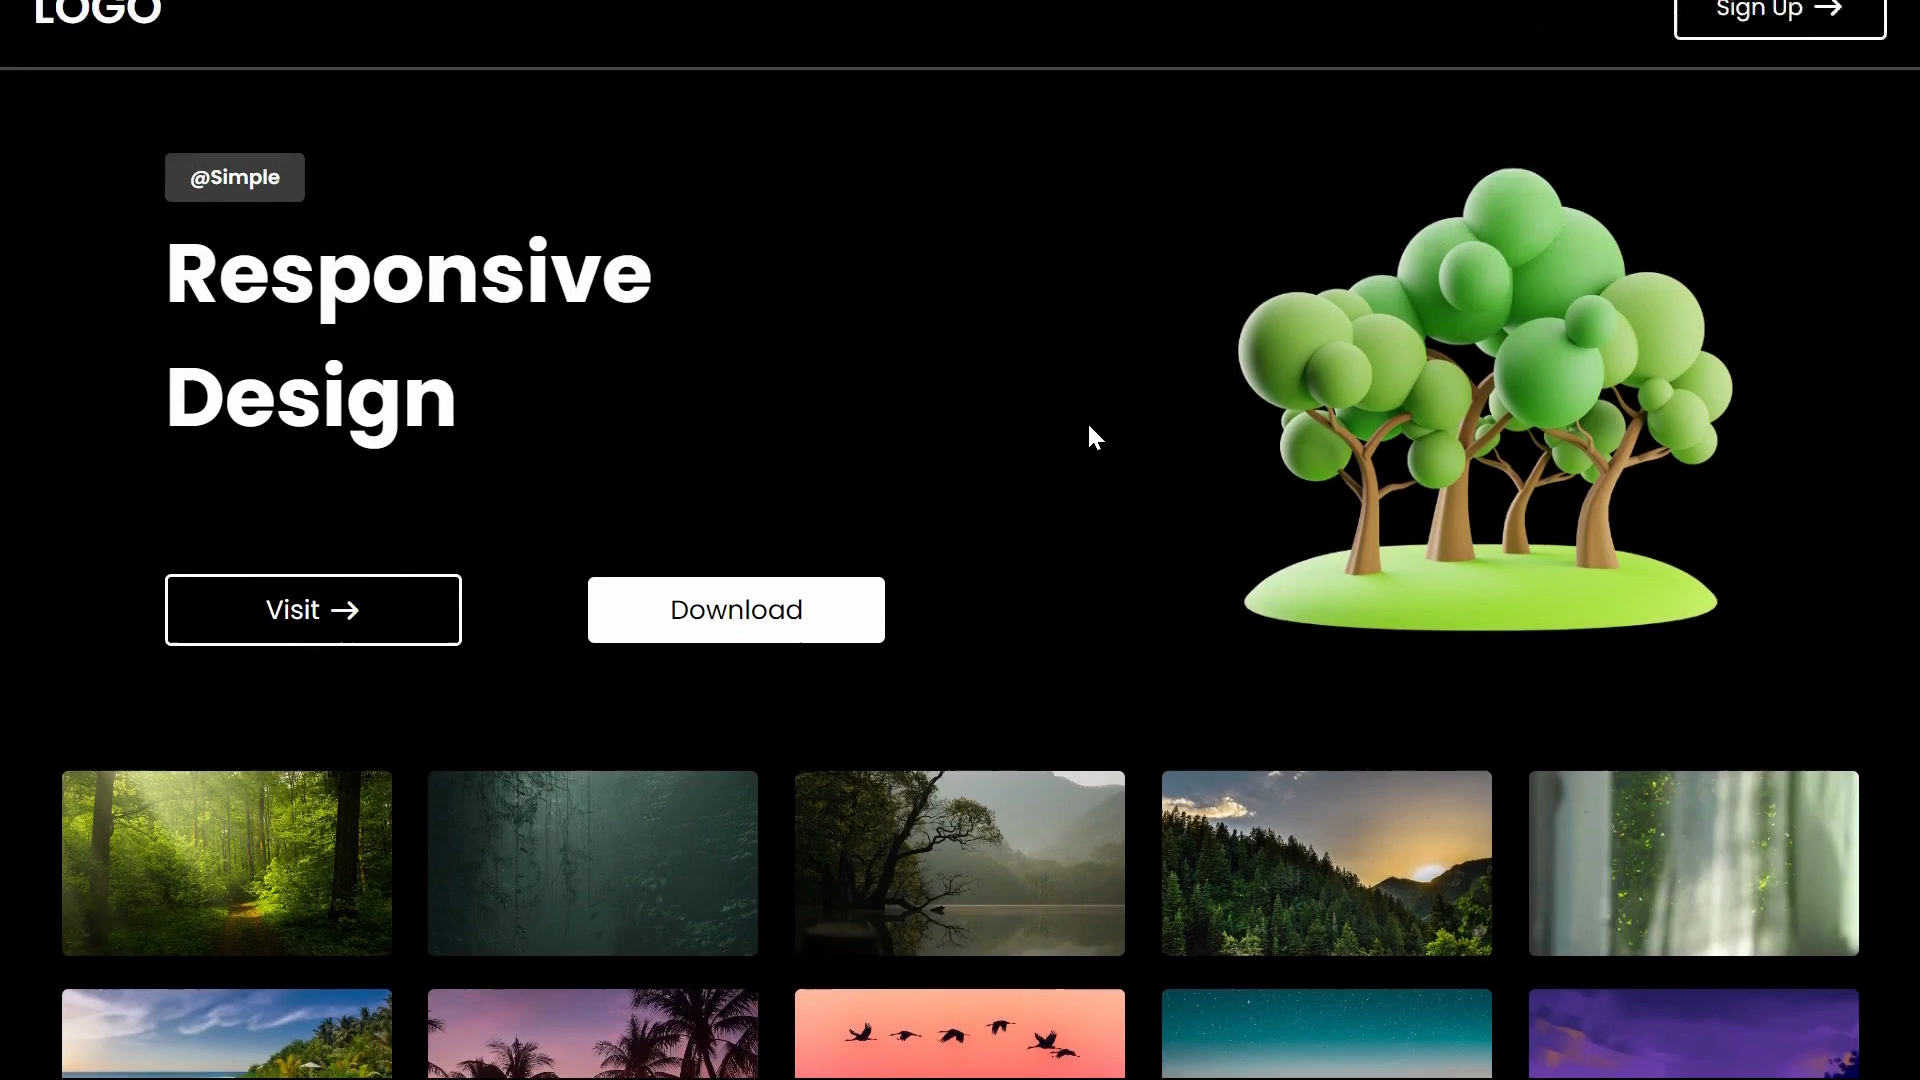 LOGO
Sign Up →
@Simple
Responsive
Design
Visit →
Download